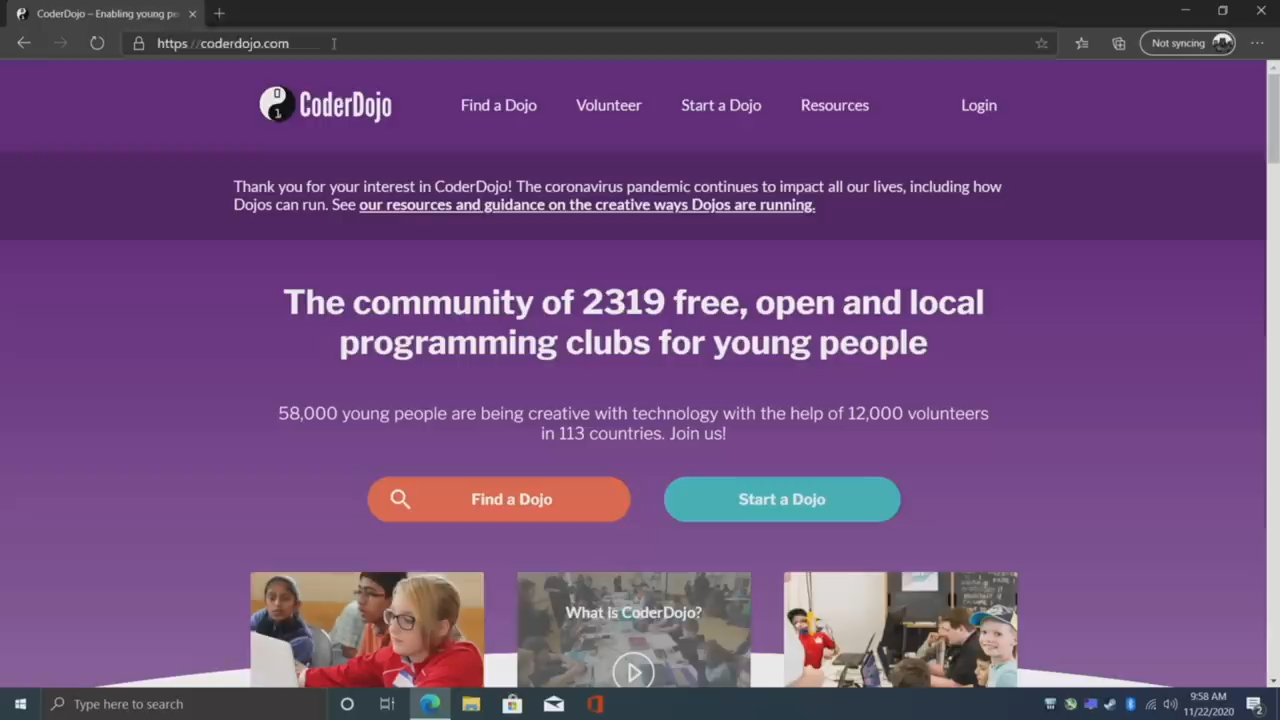 CoderDojo – Enabling young pe
https://coderdojo.com
Not syncing
0
1
CoderDojo
Find a Dojo
Volunteer
Start a Dojo
Resources
Login
Thank you for your interest in CoderDojo! The coronavirus pandemic continues to impact all our lives, including how
Dojos can run. See our resources and guidance on the creative ways Dojos are running.
The community of 2319 free, open and local
programming clubs for young people
58,000 young people are being creative with technology with the help of 12,000 volunteers
in 113 countries. Join us!
Find a Dojo
Start a Dojo
What is CoderDojo?
Type here to search
9:58 AM
11/22/2020
2